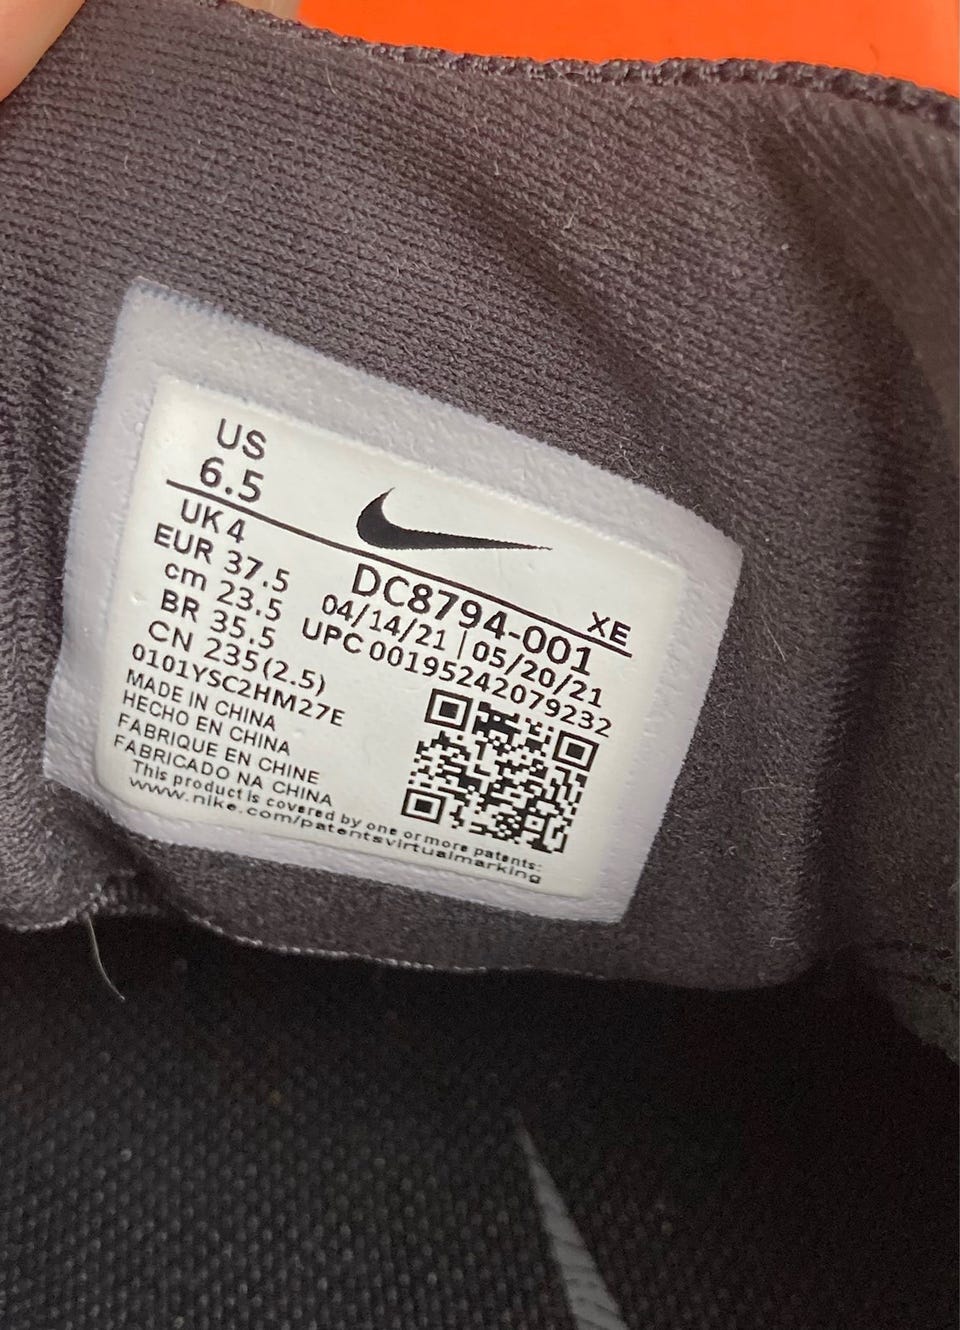 US
6.5
UK 4
EUR 37.5
cm 23.5
BR 35.5
CN 235(2.5)
XE
DC8794-001
04/14/21 | 05/20/21
UPC 00195242079232
0101YSC2HM27E
MADE IN CHINA
HECHO EN CHINA
FABRIQUE EN CHINE
FABRICADO NA CHINA
This product is covered by one or more patents:
www.nike.com/patentsvirtualmarking